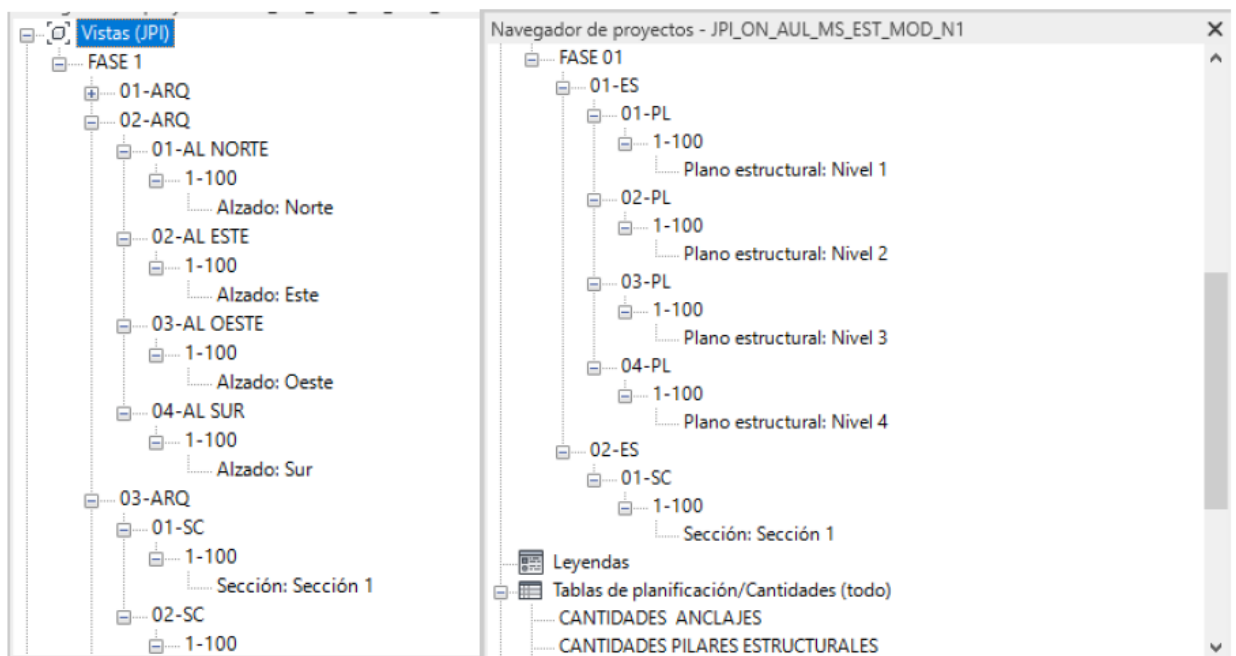 Vistas (JPI)
FASE 1
01-ARQ
02-ARQ
01-AL NORTE
1-100
Alzado: Norte
02-AL ESTE
1-100
Alzado: Este
03-AL OESTE
1-100
Alzado: Oeste
04-AL SUR
1-100
Alzado: Sur
03-ARQ
01-SC
1-100
Sección: Sección 1
02-SC
1-100
Navegador de proyectos - JPI_ON_AUL_MS_EST_MOD_N1
FASE 01
01-ES
01-PL
1-100
Plano estructural: Nivel 1
02-PL
1-100
Plano estructural: Nivel 2
03-PL
1-100
Plano estructural: Nivel 3
04-PL
1-100
Plano estructural: Nivel 4
02-ES
01-SC
1-100
Sección: Sección 1
Leyendas
Tablas de planificación/Cantidades (todo)
CANTIDADES ANCLAJES
CANTIDADES PILARES ESTRUCTURALES